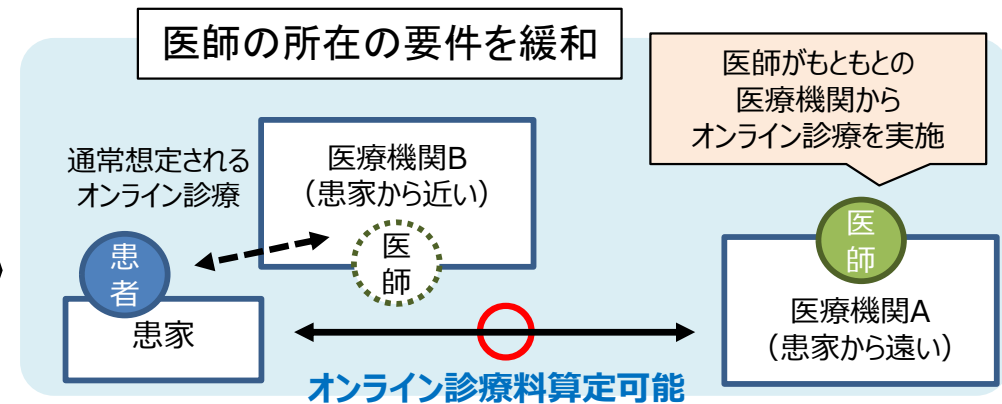 医師の所在の要件を緩和
医師がもともとの
医療機関から
オンライン診療を実施
通常想定される
オンライン診療
医療機関B
（患家から近い）
医
師
患
者
患家
医
師
医療機関A
（患家から遠い）
オンライン診療料算定可能